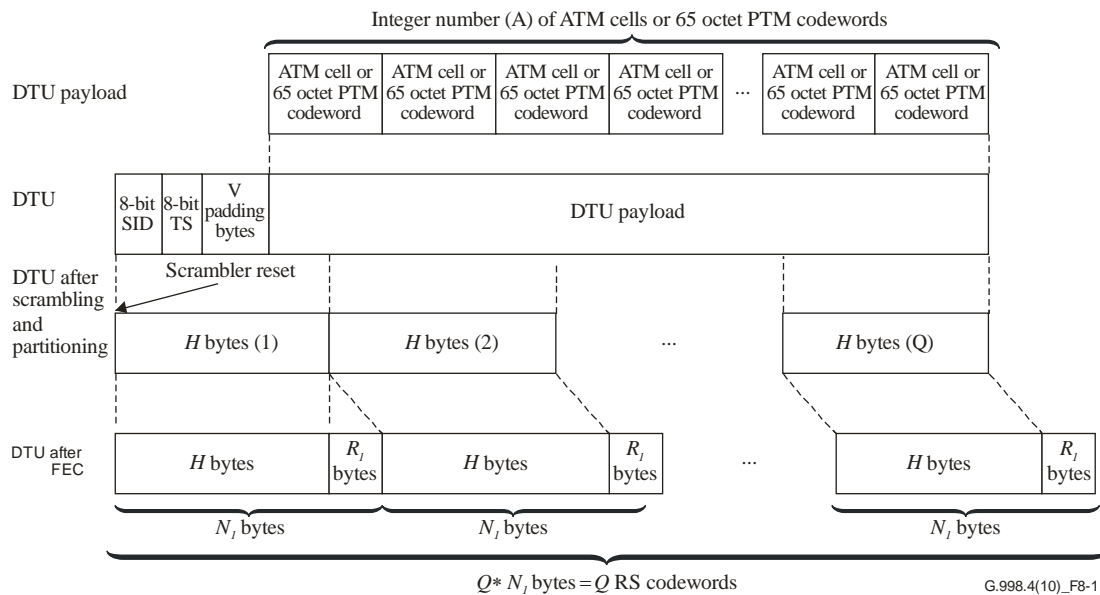 Integer number (A) of ATM cells or 65 octet PTM codewords
DTU payload
ATM cell or
65 octet PTM
codeword
ATM cell or
65 octet PTM
codeword
ATM cell or
65 octet PTM
codeword
ATM cell or
65 octet PTM
codeword
...
ATM cell or
65 octet PTM
codeword
ATM cell or
65 octet PTM
codeword
DTU
8-bit
SID
8-bit
TS
V
padding
bytes
DTU payload
DTU after
scrambling
and
partitioning
Scrambler reset
H bytes (1)
H bytes (2)
...
H bytes (Q)
DTU after
FEC
H bytes
R1
bytes
H bytes
R1
bytes
...
H bytes
R1
bytes
N1 bytes
N1 bytes
N1 bytes
Q* N1 bytes = Q RS codewords
G.998.4(10)_F8-1